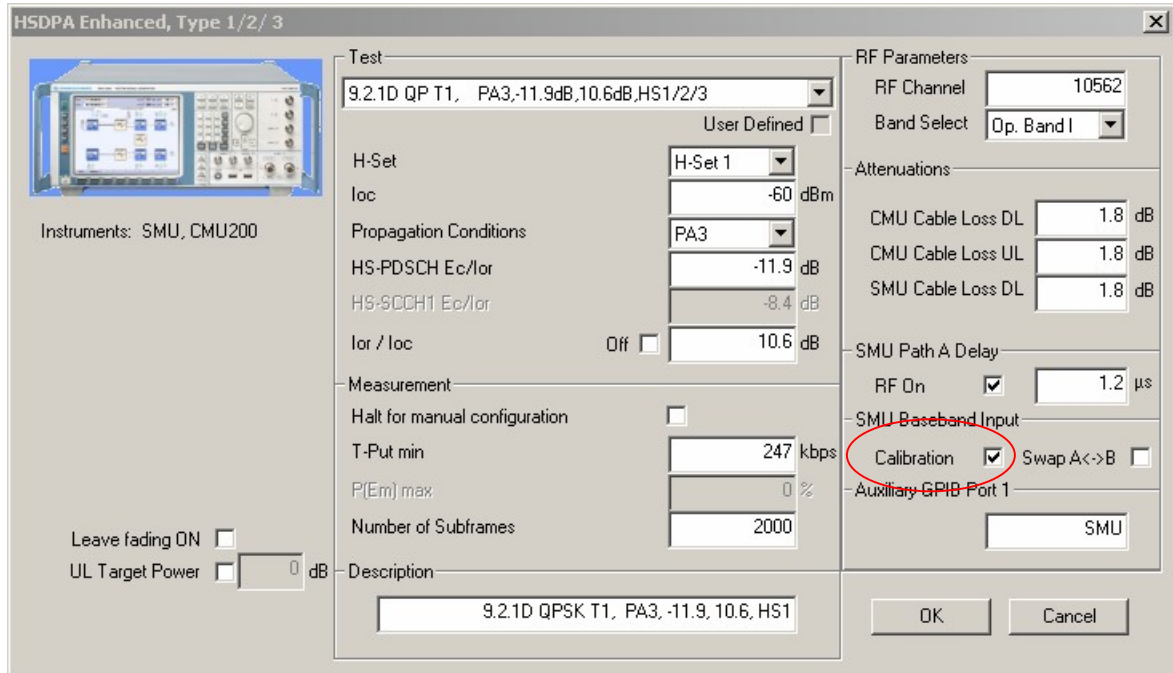 HSDPA Enhanced, Type 1/2/ 3
Instruments: SMU, CMU200
Leave fading ON
UL Target Power 0 dB
Test
9.2.1D QP T1, PA3,-11.9dB,10.6dB,HS1/2/3
User Defined
H-Set H-Set 1
Ioc -60 dBm
Propagation Conditions PA3
HS-PDSCH Ec/Ior -11.9 dB
HS-SCCH1 Ec/Ior -8.4 dB
Ior / Ioc Off 10.6 dB
Measurement
Halt for manual configuration
T-Put min 247 kbps
P(Em) max 0 %
Number of Subframes 2000
Description
9.2.1D QPSK T1, PA3, -11.9, 10.6, HS1
RF Parameters
RF Channel 10562
Band Select Op. Band I
Attenuations
CMU Cable Loss DL 1.8 dB
CMU Cable Loss UL 1.8 dB
SMU Cable Loss DL 1.8 dB
SMU Path A Delay
RF On 1.2 µs
SMU Baseband Input
Calibration Swap A<->B
Auxiliary GPIB Port 1
SMU
OK Cancel